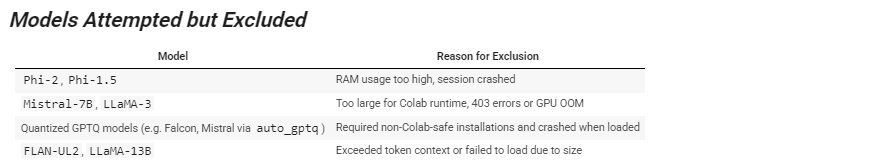 Models Attempted but Excluded
Model Reason for Exclusion
Phi-2, Phi-1.5 RAM usage too high, session crashed
Mistral-7B, LLaMA-3 Too large for Colab runtime, 403 errors or GPU OOM
Quantized GPTQ models (e.g. Falcon, Mistral via auto_gptq) Required non-Colab-safe installations and crashed when loaded
FLAN-UL2, LLaMA-13B Exceeded token context or failed to load due to size